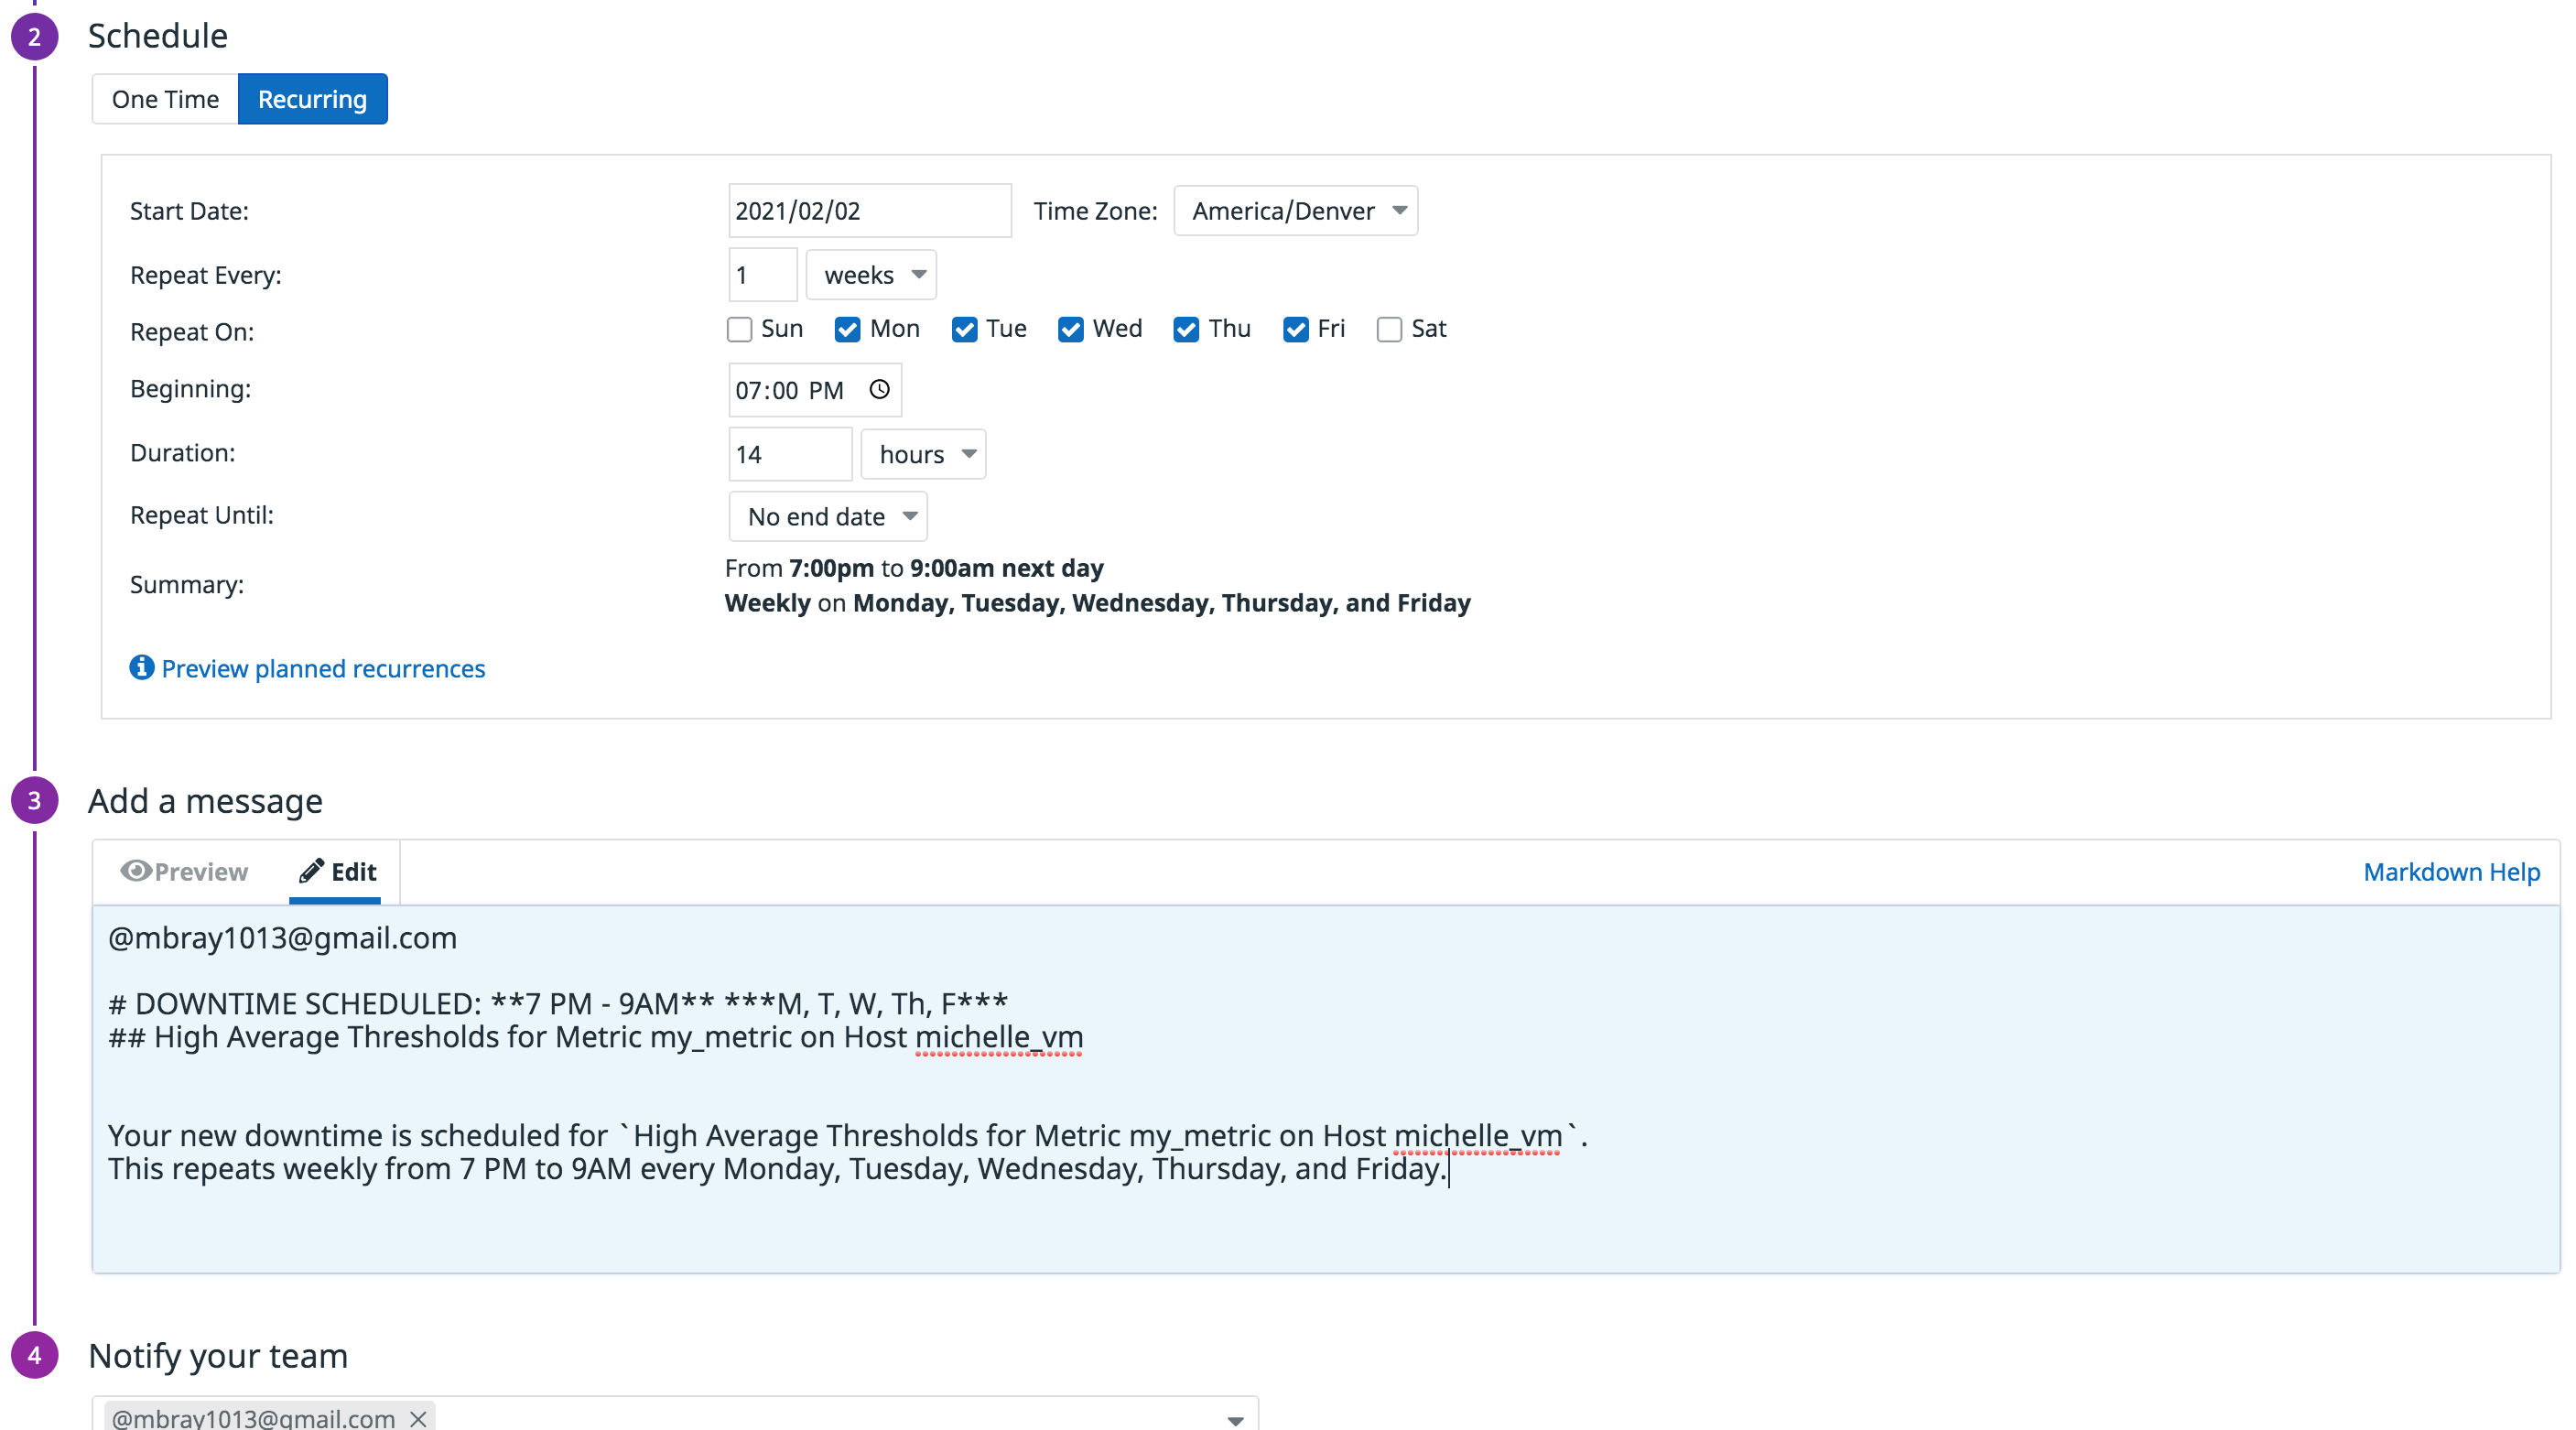 2 Schedule
One Time Recurring
Start Date: 2021/02/02 Time Zone: America/Denver
Repeat Every: 1 weeks
Repeat On: Sun Mon Tue Wed Thu Fri Sat
Beginning: 07:00 PM
Duration: 14 hours
Repeat Until: No end date
Summary: From 7:00pm to 9:00am next day
Weekly on Monday, Tuesday, Wednesday, Thursday, and Friday
Preview planned recurrences
3 Add a message
Preview Edit Markdown Help
@mbray1013@gmail.com
# DOWNTIME SCHEDULED: **7 PM - 9AM** ***M, T, W, Th, F***
## High Average Thresholds for Metric my_metric on Host michelle_vm
Your new downtime is scheduled for `High Average Thresholds for Metric my_metric on Host michelle_vm`.
This repeats weekly from 7 PM to 9AM every Monday, Tuesday, Wednesday, Thursday, and Friday.
4 Notify your team
@mbray1013@gmail.com